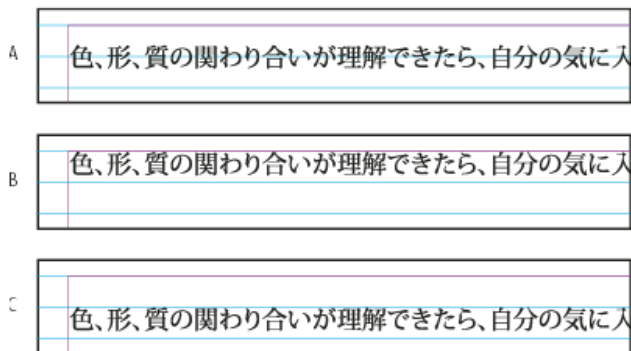 A
色、形、質の関わり合いが理解できたら、自分の気に入
B
色、形、質の関わり合いが理解できたら、自分の気に入
C
色、形、質の関わり合いが理解できたら、自分の気に入